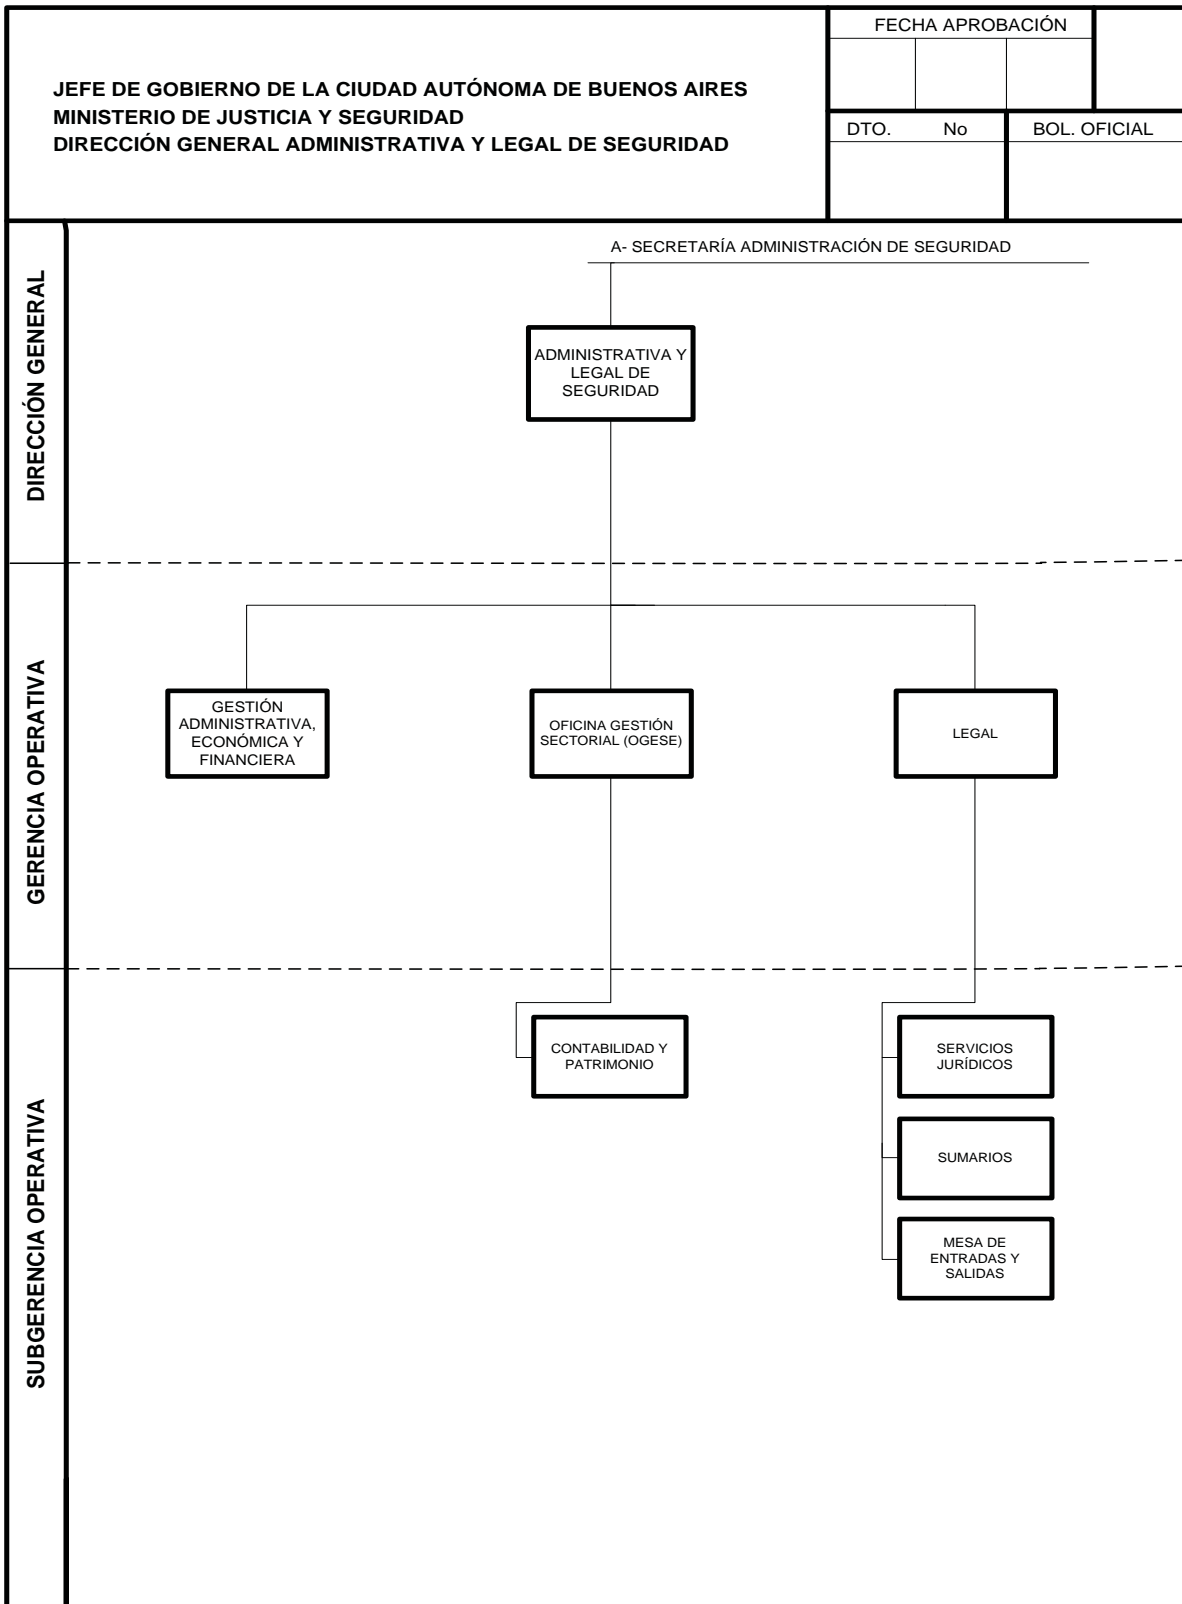 JEFE DE GOBIERNO DE LA CIUDAD AUTÓNOMA DE BUENOS AIRES
MINISTERIO DE JUSTICIA Y SEGURIDAD
DIRECCIÓN GENERAL ADMINISTRATIVA Y LEGAL DE SEGURIDAD
FECHA APROBACIÓN
DTO. No
BOL. OFICIAL
DIRECCIÓN GENERAL
A- SECRETARÍA ADMINISTRACIÓN DE SEGURIDAD
ADMINISTRATIVA Y
LEGAL DE
SEGURIDAD
GERENCIA OPERATIVA
GESTIÓN
ADMINISTRATIVA,
ECONÓMICA Y
FINANCIERA
OFICINA GESTIÓN
SECTORIAL (OGESE)
LEGAL
SUBGERENCIA OPERATIVA
CONTABILIDAD Y
PATRIMONIO
SERVICIOS
JURÍDICOS
SUMARIOS
MESA DE
ENTRADAS Y
SALIDAS